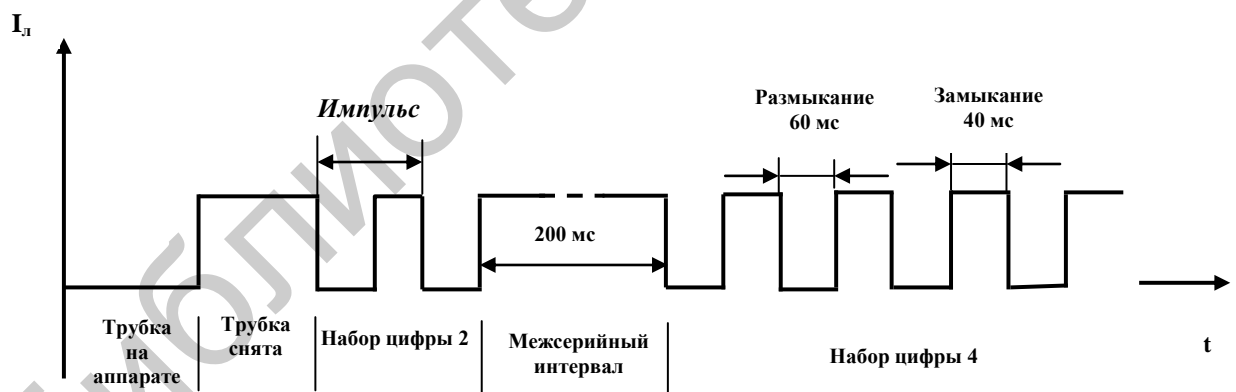 Iл
Импульс
Размыкание
60 мс
Замыкание
40 мс
200 мс
Трубка
на
аппарате
Трубка
снята
Набор цифры 2
Межсерийный
интервал
Набор цифры 4
t